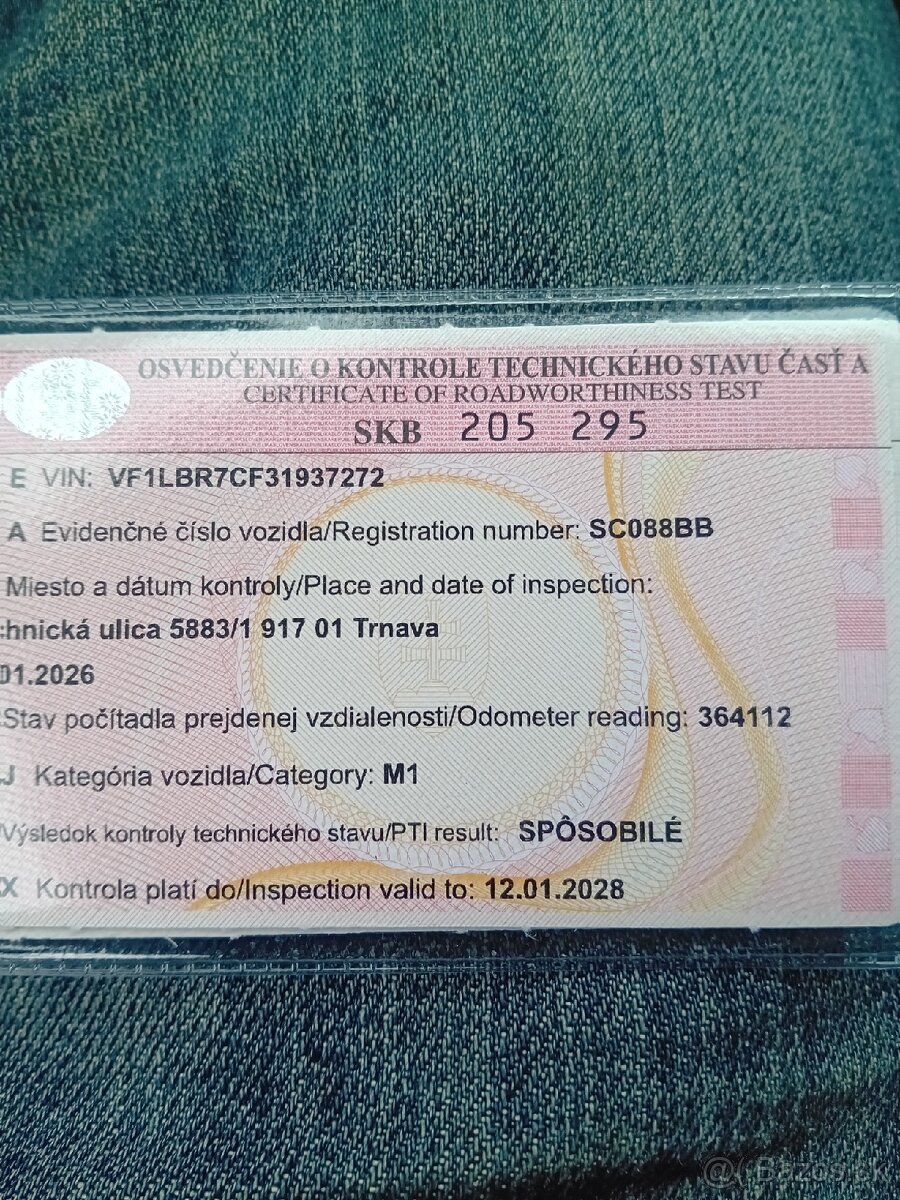 OSVEDČENIE O KONTROLE TECHNICKÉHO STAVU ČASŤ A
CERTIFICATE OF ROADWORTHINESS TEST
SKB 205 295
E VIN: VF1LBR7CF31937272
A Evidenčné číslo vozidla/Registration number: SC088BB
Miesto a dátum kontroly/Place and date of inspection:
chnická ulica 5883/1 917 01 Trnava
01.2026
Stav počítadla prejdenej vzdialenosti/Odometer reading: 364112
J Kategória vozidla/Category: M1
Výsledok kontroly technického stavu/PTI result: SPÔSOBILÉ
X Kontrola platí do/Inspection valid to: 12.01.2028
@ Bazos.sk